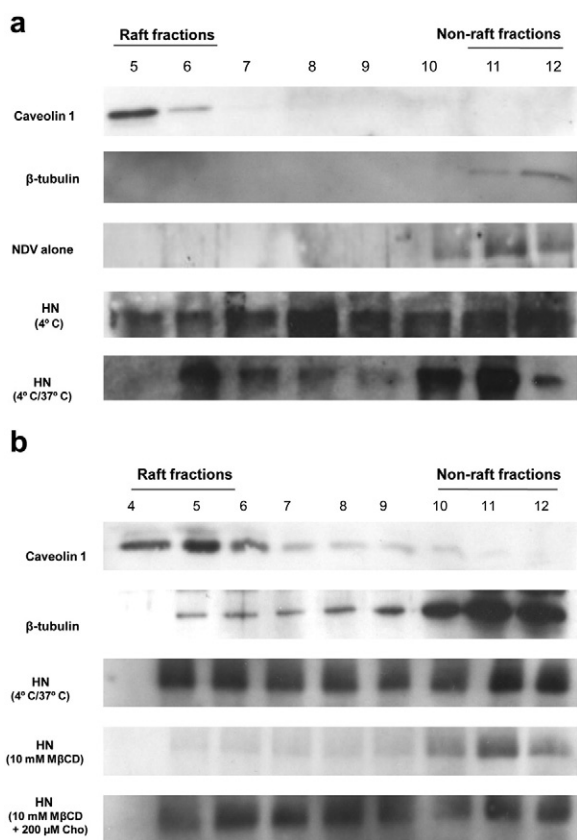 a
Raft fractions Non-raft fractions
5 6 7 8 9 10 11 12
Caveolin 1
β-tubulin
NDV alone
HN
(4º C)
HN
(4º C/37º C)
b
Raft fractions Non-raft fractions
4 5 6 7 8 9 10 11 12
Caveolin 1
β-tubulin
HN
(4º C/37º C)
HN
(10 mM MβCD)
HN
(10 mM MβCD
+ 200 µM Cho)